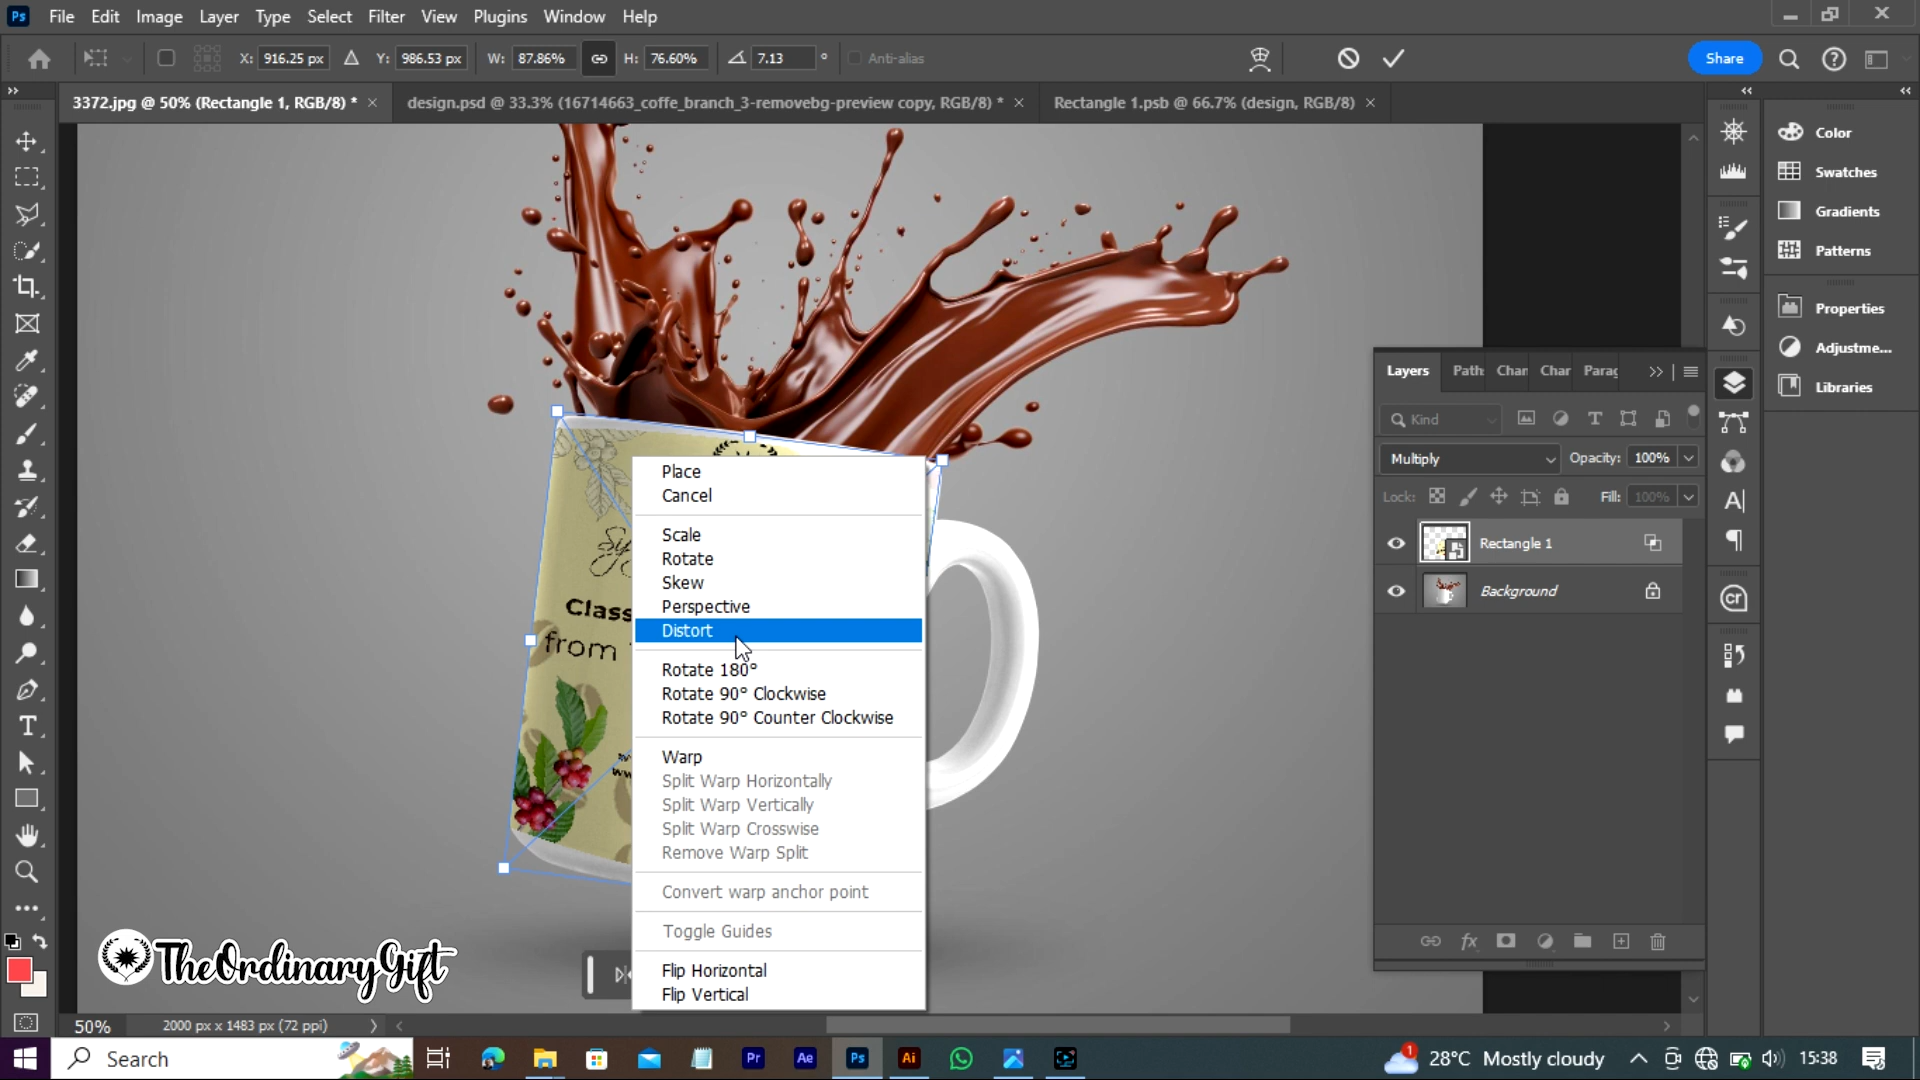 Ps File Edit Image Layer Type Select Filter View Plugins Window Help
X: 916.25 px Y: 986.53 px W: 87.86% H: 76.60% 7.13 ° Anti-alias Share
3372.jpg @ 50% (Rectangle 1, RGB/8) * × design.psd @ 33.3% (16714663_coffe_branch_3-removebg-preview copy, RGB/8) * × Rectangle 1.psb @ 66.7% (design, RGB/8) ×
Color
Swatches
Gradients
Patterns
Properties
Adjustme...
Libraries
Layers Path Chan Char Parag
Kind
Multiply Opacity: 100%
Lock: Fill: 100%
Rectangle 1
Background
Place
Cancel
Scale
Rotate
Skew
Perspective
Distort
Rotate 180°
Rotate 90° Clockwise
Rotate 90° Counter Clockwise
Warp
Split Warp Horizontally
Split Warp Vertically
Split Warp Crosswise
Remove Warp Split
Convert warp anchor point
Toggle Guides
Flip Horizontal
Flip Vertical
Class
from
TheOrdinaryGift
50% 2000 px x 1483 px (72 ppi)
Search Pr Ae Ps Ai 1 28°C Mostly cloudy 15:38